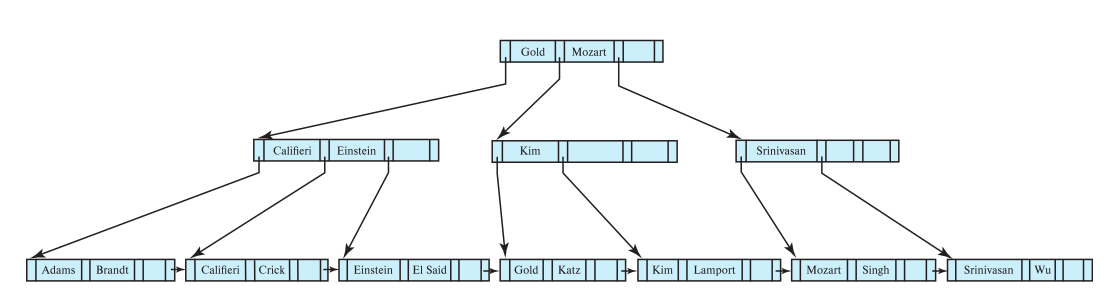 Gold Mozart
Califieri Einstein Kim Srinivasan
Adams Brandt Califieri Crick Einstein El Said Gold Katz Kim Lamport Mozart Singh Srinivasan Wu